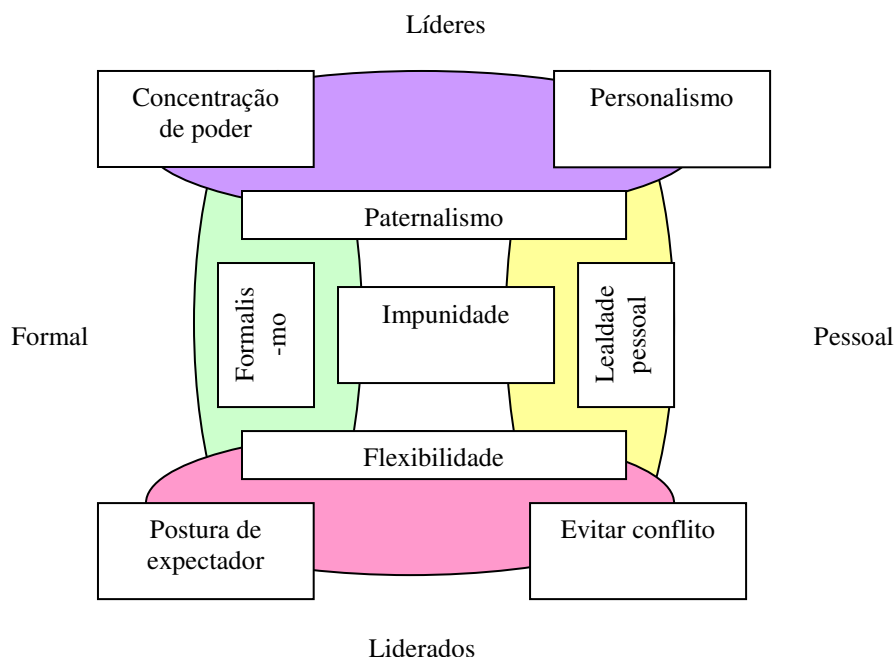 Líderes
Concentração
de poder
Personalismo
Paternalismo
Formalis
-mo
Impunidade
Lealdade
pessoal
Formal
Pessoal
Flexibilidade
Postura de
expectador
Evitar conflito
Liderados